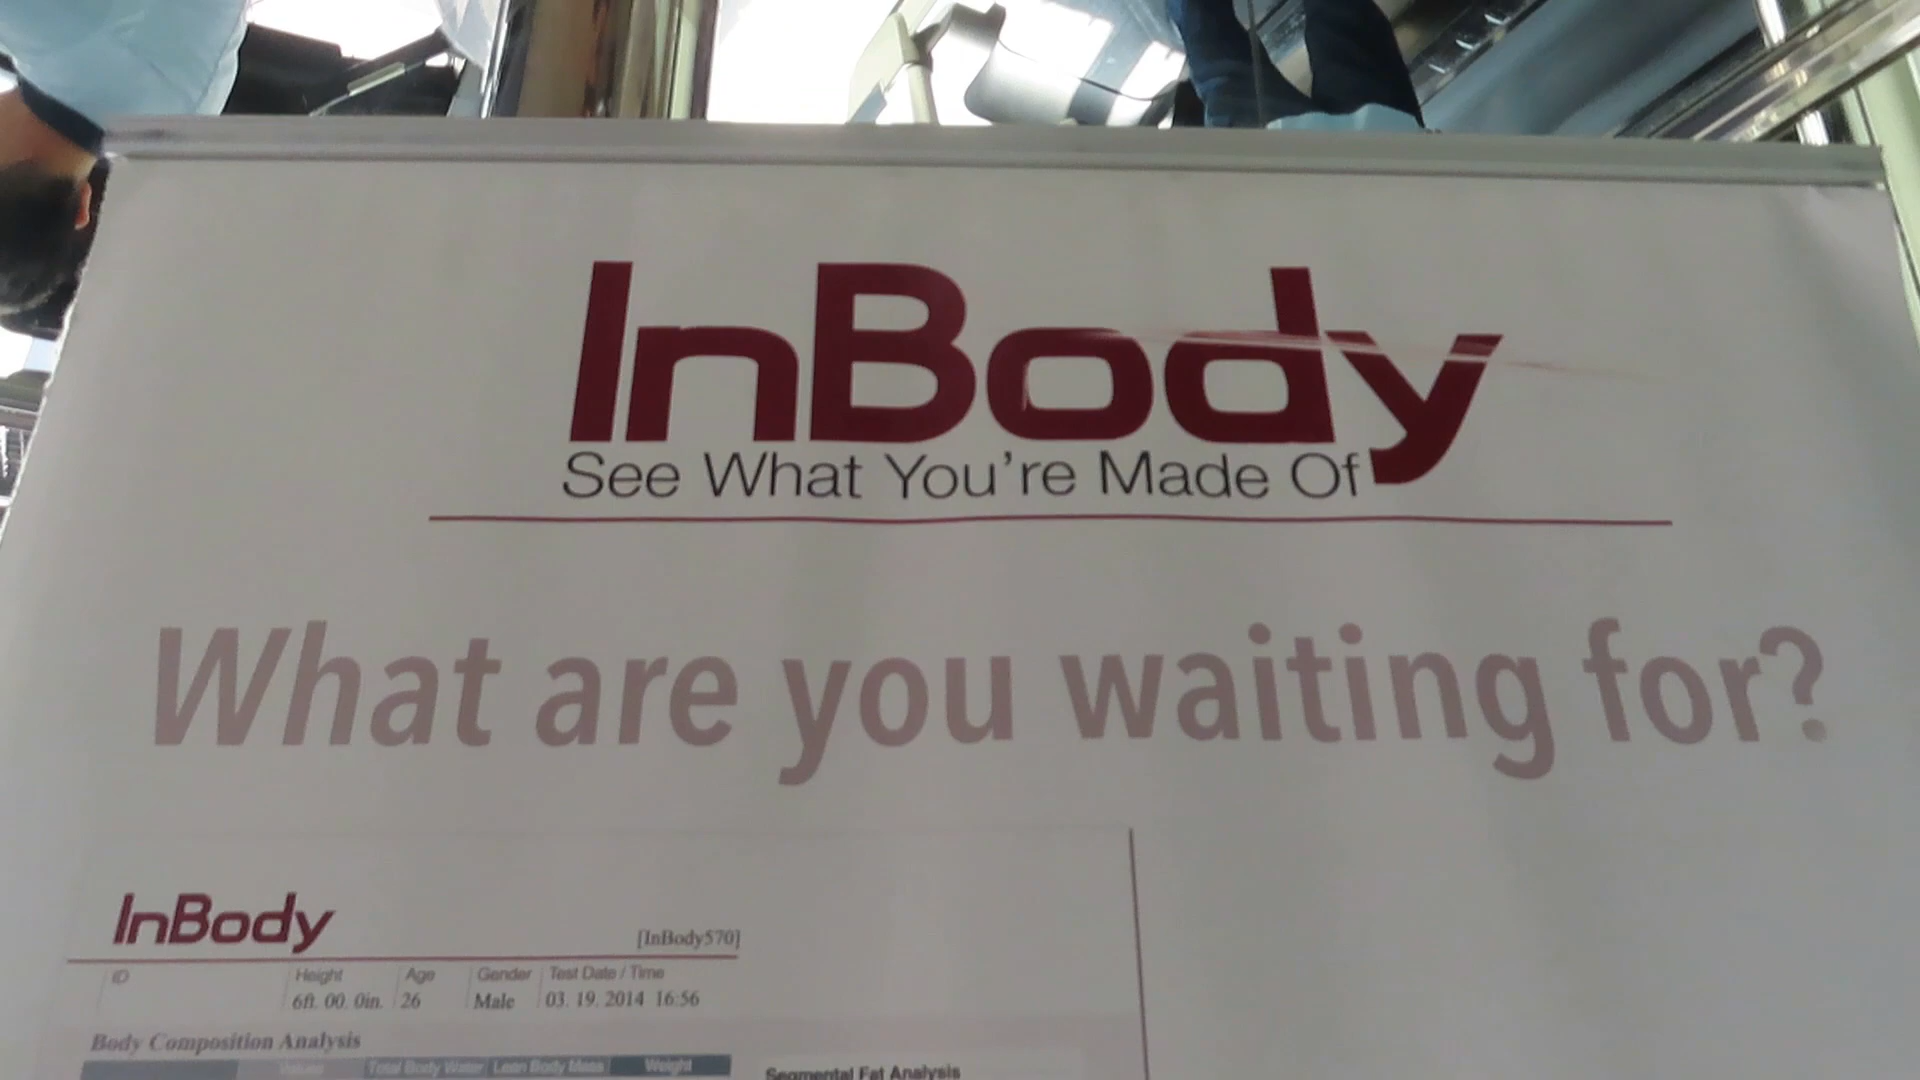 InBody
See What You're Made Of
What are you waiting for?
InBody
[InBody570]
ID Height Age Gender Test Date / Time
6ft. 00. 0in. 26 Male 03. 19. 2014 16:56
Body Composition Analysis
Values Total Body Water Lean Body Mass Weight
Segmental Fat Analysis